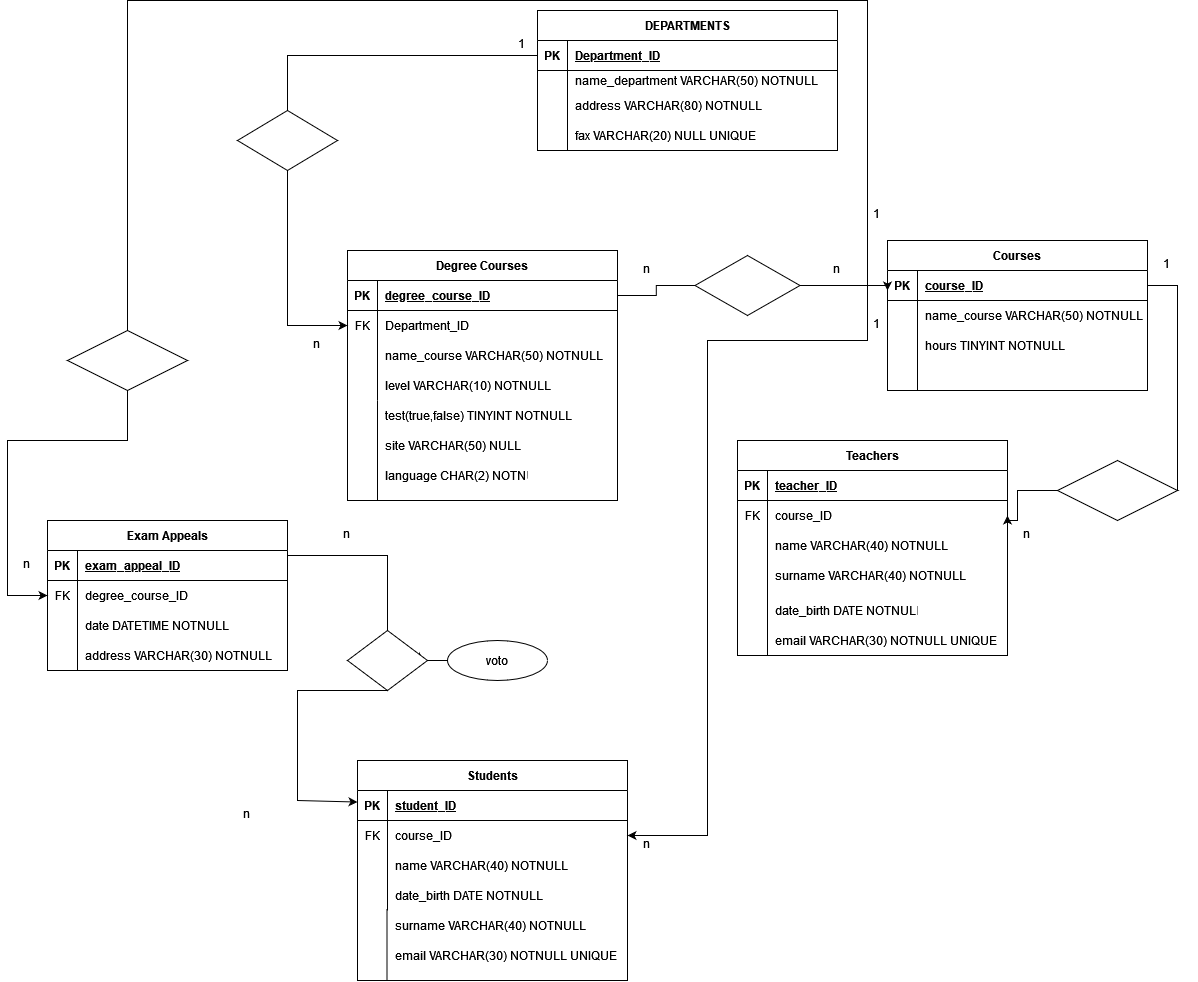 DEPARTMENTS
1
PK Department_ID
name_department VARCHAR(50) NOTNULL
address VARCHAR(80) NOTNULL
fax VARCHAR(20) NULL UNIQUE
n
1
n
n
1
Degree Courses
PK degree_course_ID
FK Department_ID
name_course VARCHAR(50) NOTNULL
level VARCHAR(10) NOTNULL
test(true,false) TINYINT NOTNULL
site VARCHAR(50) NULL
language CHAR(2)
Courses
1
PK course_ID
name_course VARCHAR(50) NOTNULL
hours TINYINT NOTNULL
Teachers
PK teacher_ID
FK course_ID
name VARCHAR(40) NOTNULL
surname VARCHAR(40) NOTNULL
date_birth DATE NOTNULL
email VARCHAR(30) NOTNULL UNIQUE
n
Exam Appeals
n
n
PK exam_appeal_ID
FK degree_course_ID
date DATETIME NOTNULL
address VARCHAR(30) NOTNULL
voto
n
Students
PK student_ID
FK course_ID
n
name VARCHAR(40) NOTNULL
date_birth DATE NOTNULL
surname VARCHAR(40) NOTNULL
email VARCHAR(30) NOTNULL UNIQUE